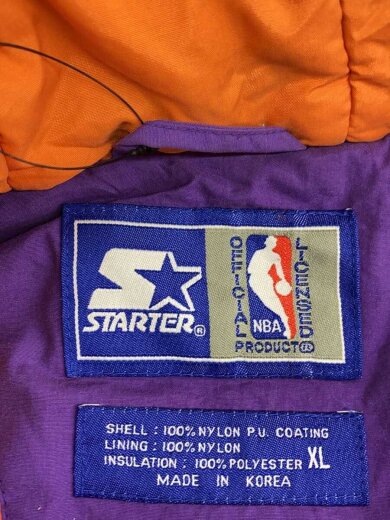 STARTER®
OFFICIAL
LICENSED
NBA
PRODUCT
SHELL : 100% NYLON P.U. COATING
LINING : 100% NYLON
INSULATION : 100% POLYESTER XL
MADE IN KOREA